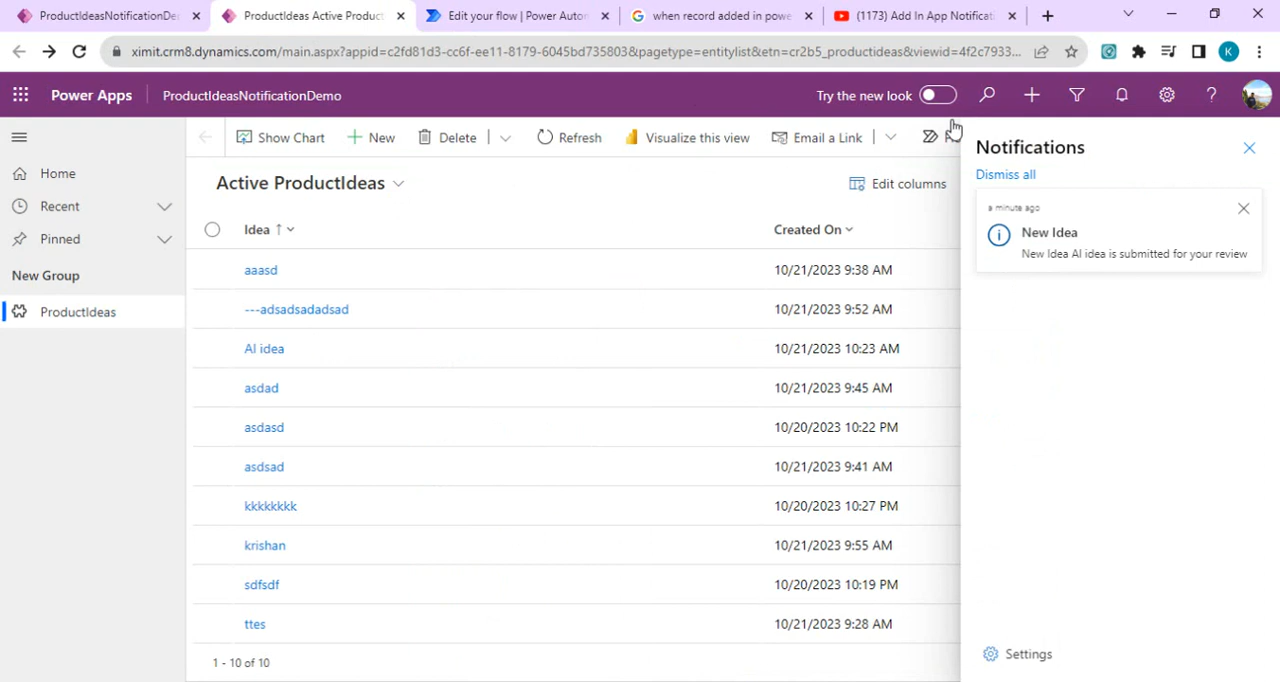 ProductIdeasNotificationDe
ProductIdeas Active Produc
Edit your flow | Power Autor
when record added in powe
(1173) Add In App Notificati
ximit.crm8.dynamics.com/main.aspx?appid=c2fd81d3-cc6f-ee11-8179-6045bd735803&pagetype=entitylist&etn=cr2b5_productideas&viewid=4f2c7933...
K
Power Apps
ProductIdeasNotificationDemo
Try the new look
Show Chart
New
Delete
Refresh
Visualize this view
Email a Link
Notifications
Dismiss all
a minute ago
New Idea
New Idea AI idea is submitted for your review
Settings
Home
Recent
Pinned
New Group
ProductIdeas
Active ProductIdeas
Edit columns
Idea
Created On
aaasd
10/21/2023 9:38 AM
---adsadsadadsad
10/21/2023 9:52 AM
AI idea
10/21/2023 10:23 AM
asdad
10/21/2023 9:45 AM
asdasd
10/20/2023 10:22 PM
asdsad
10/21/2023 9:41 AM
kkkkkkkk
10/20/2023 10:27 PM
krishan
10/21/2023 9:55 AM
sdfsdf
10/20/2023 10:19 PM
ttes
10/21/2023 9:28 AM
1 - 10 of 10